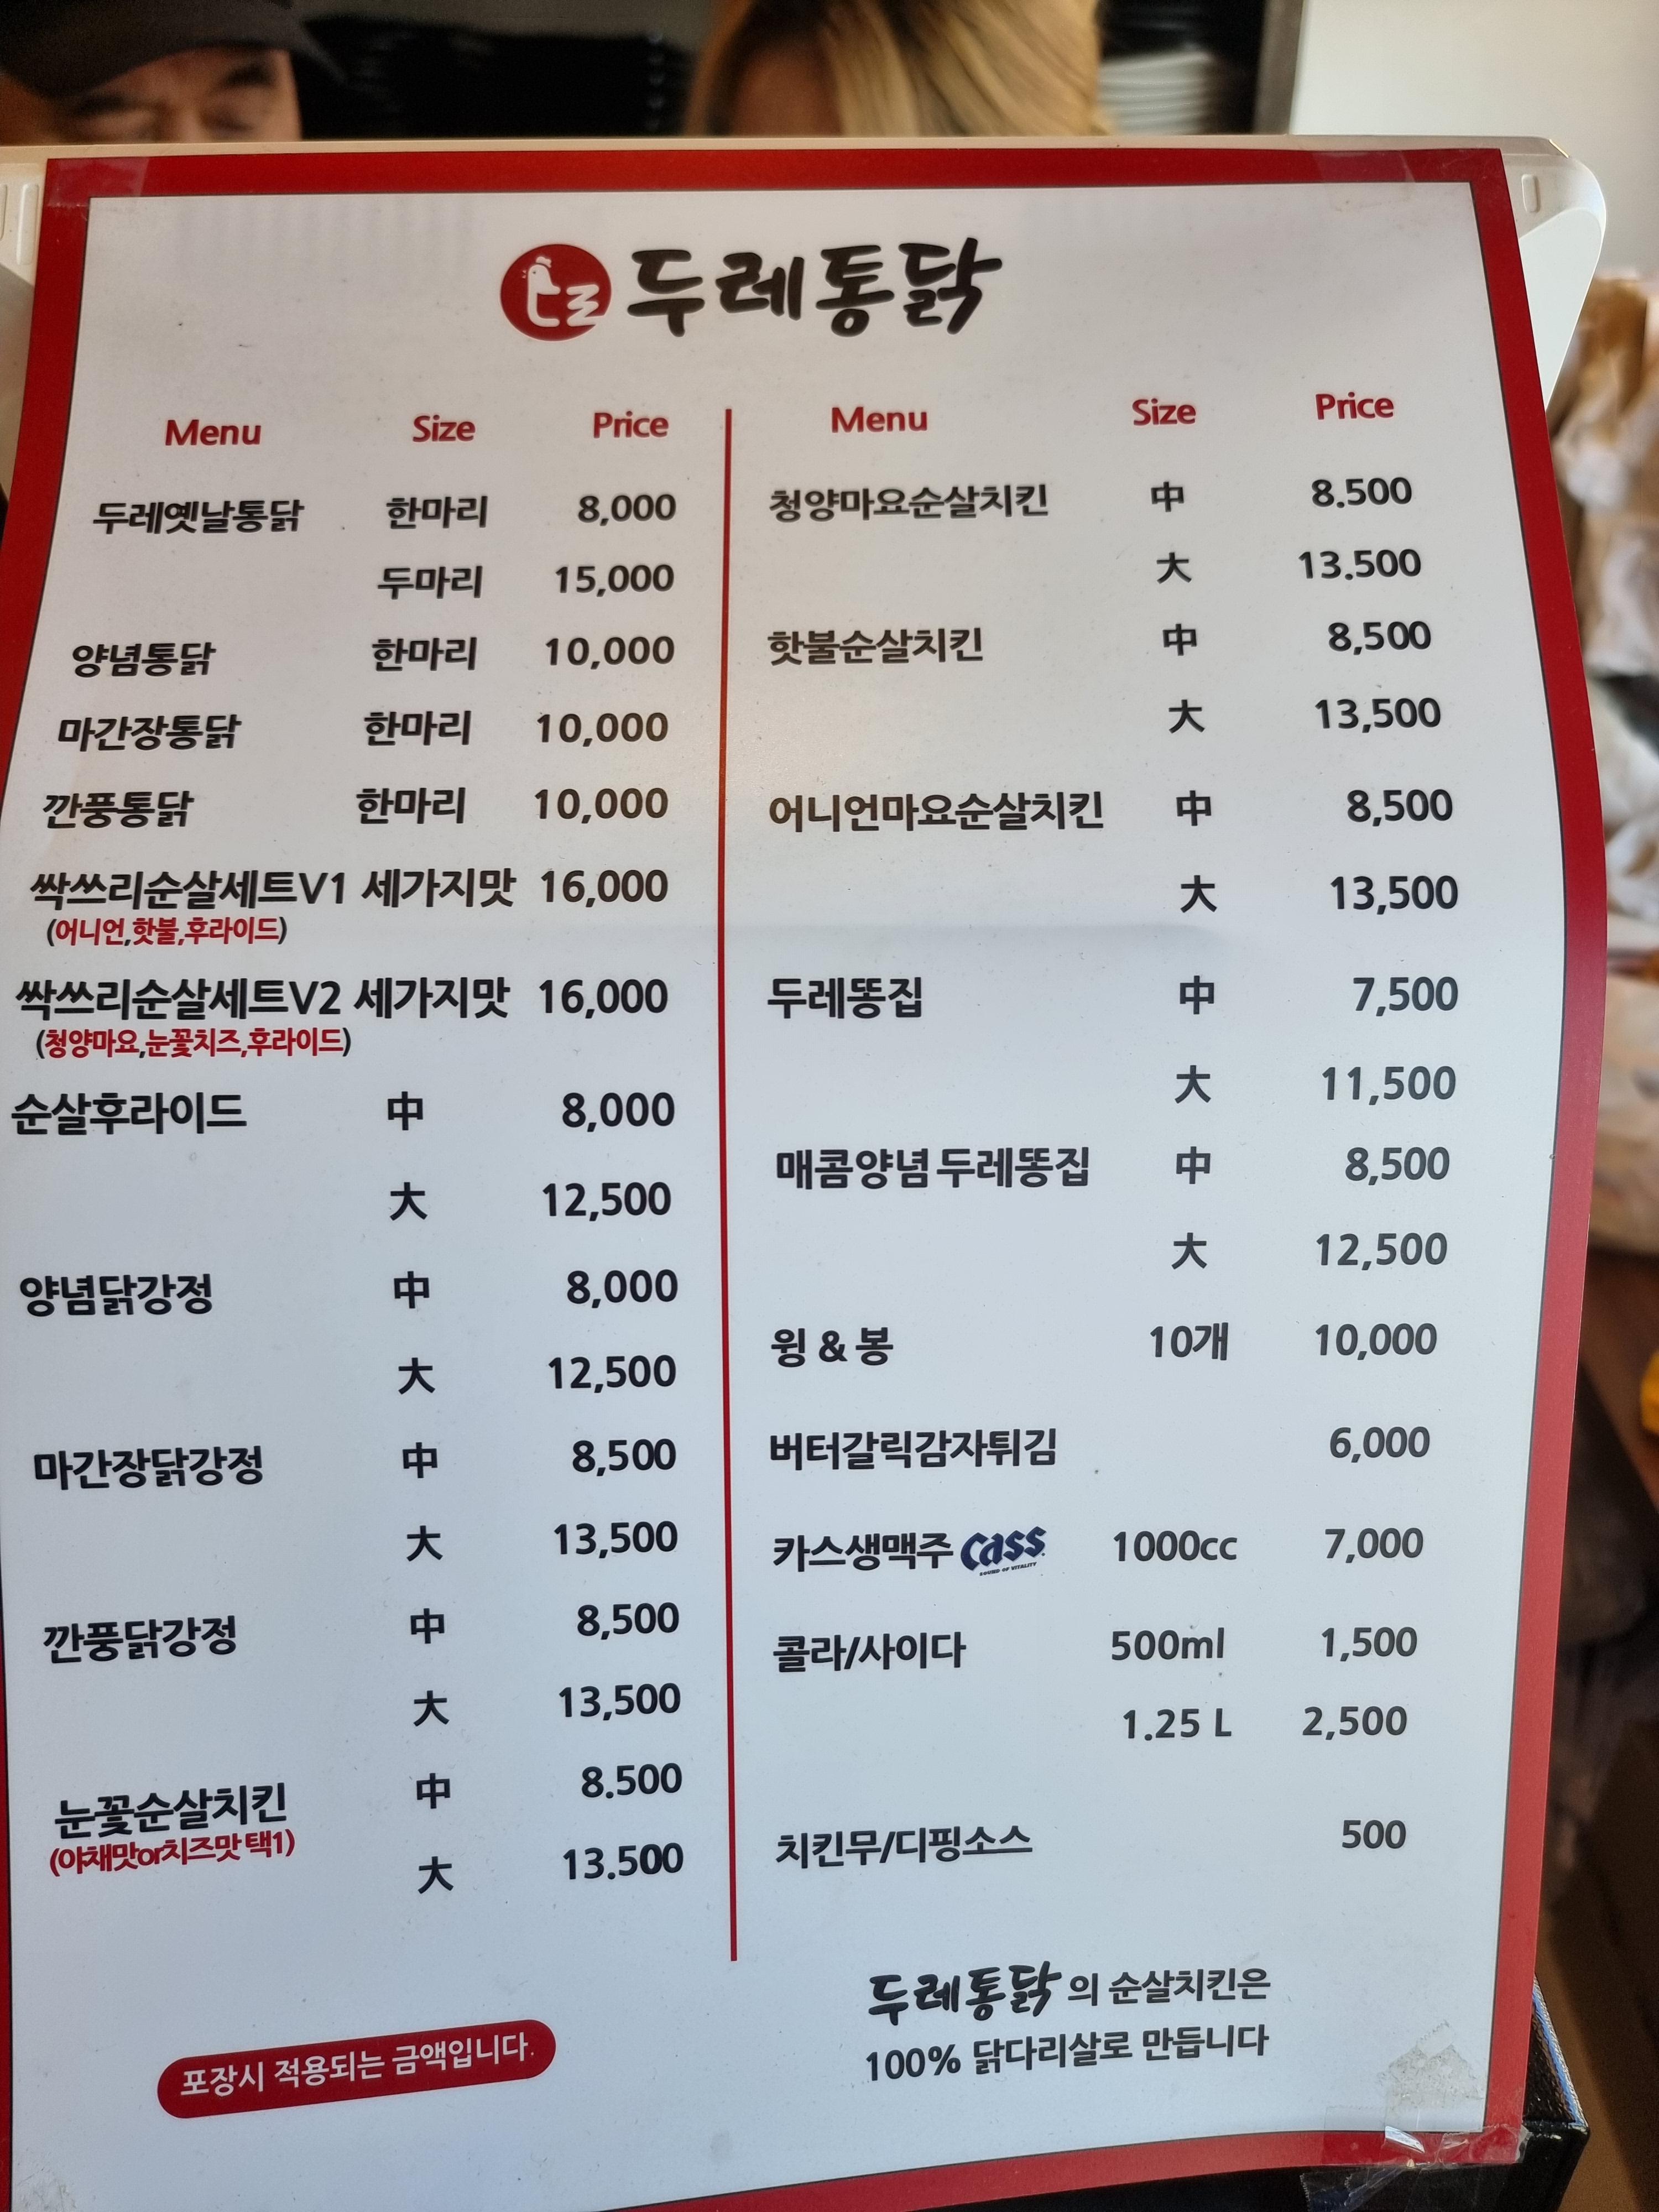 두레통닭
Menu Size Price
두레옛날통닭 한마리 8,000
두마리 15,000
양념통닭 한마리 10,000
마간장통닭 한마리 10,000
깐풍통닭 한마리 10,000
싹쓰리순살세트V1 세가지맛 16,000
(어니언,핫불,후라이드)
싹쓰리순살세트V2 세가지맛 16,000
(청양마요,눈꽃치즈,후라이드)
순살후라이드 中 8,000
大 12,500
양념닭강정 中 8,000
大 12,500
마간장닭강정 中 8,500
大 13,500
깐풍닭강정 中 8,500
大 13,500
눈꽃순살치킨 中 8.500
(야채맛or치즈맛 택1)
大 13.500
포장시 적용되는 금액입니다.
Menu Size Price
청양마요순살치킨 中 8.500
大 13.500
핫불순살치킨 中 8,500
大 13,500
어니언마요순살치킨 中 8,500
大 13,500
두레똥집 中 7,500
大 11,500
매콤양념 두레똥집 中 8,500
大 12,500
윙 & 봉 10개 10,000
버터갈릭감자튀김 6,000
카스생맥주 Cass SOUND OF VITALITY 1000cc 7,000
콜라/사이다 500ml 1,500
1.25 L 2,500
치킨무/디핑소스 500
두레통닭의 순살치킨은
100% 닭다리살로 만듭니다